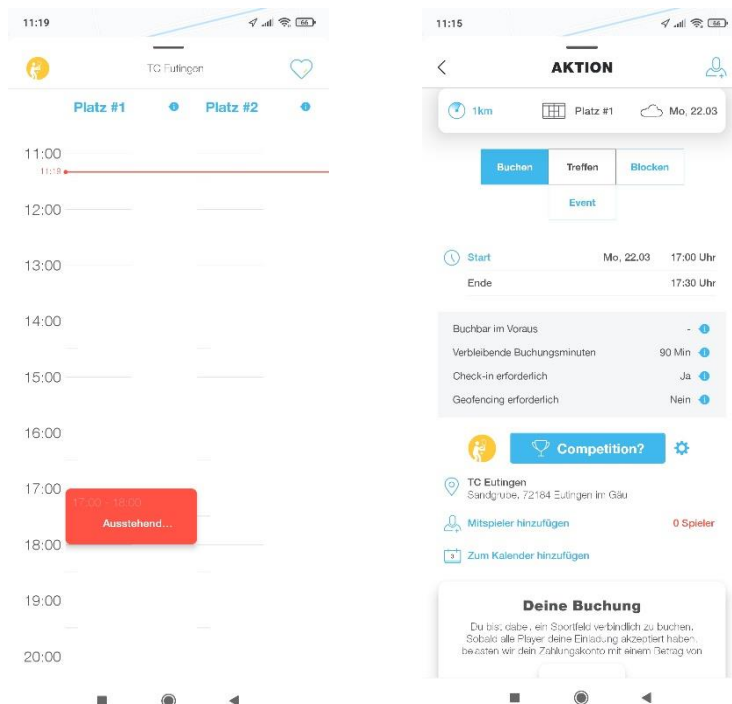 11:19
66
TC Eutingen
Platz #1
Platz #2
11:00
11:19
12:00
13:00
14:00
15:00
16:00
17:00
17:00 - 18:00
Ausstehend...
18:00
19:00
20:00
11:15
66
AKTION
1km
Platz #1
Mo, 22.03
Buchen
Treffen
Blocken
Event
Start Mo, 22.03 17:00 Uhr
Ende 17:30 Uhr
Buchbar im Voraus -
Verbleibende Buchungsminuten 90 Min
Check-in erforderlich Ja
Geofencing erforderlich Nein
Competition?
TC Eutingen
Sandgrube, 72184 Eutingen im Gäu
Mitspieler hinzufügen 0 Spieler
Zum Kalender hinzufügen
Deine Buchung
Du bist dabei, ein Sportfeld verbindlich zu buchen.
Sobald alle Player deine Einladung akzeptiert haben,
belasten wir dein Zahlungskonto mit einem Betrag von